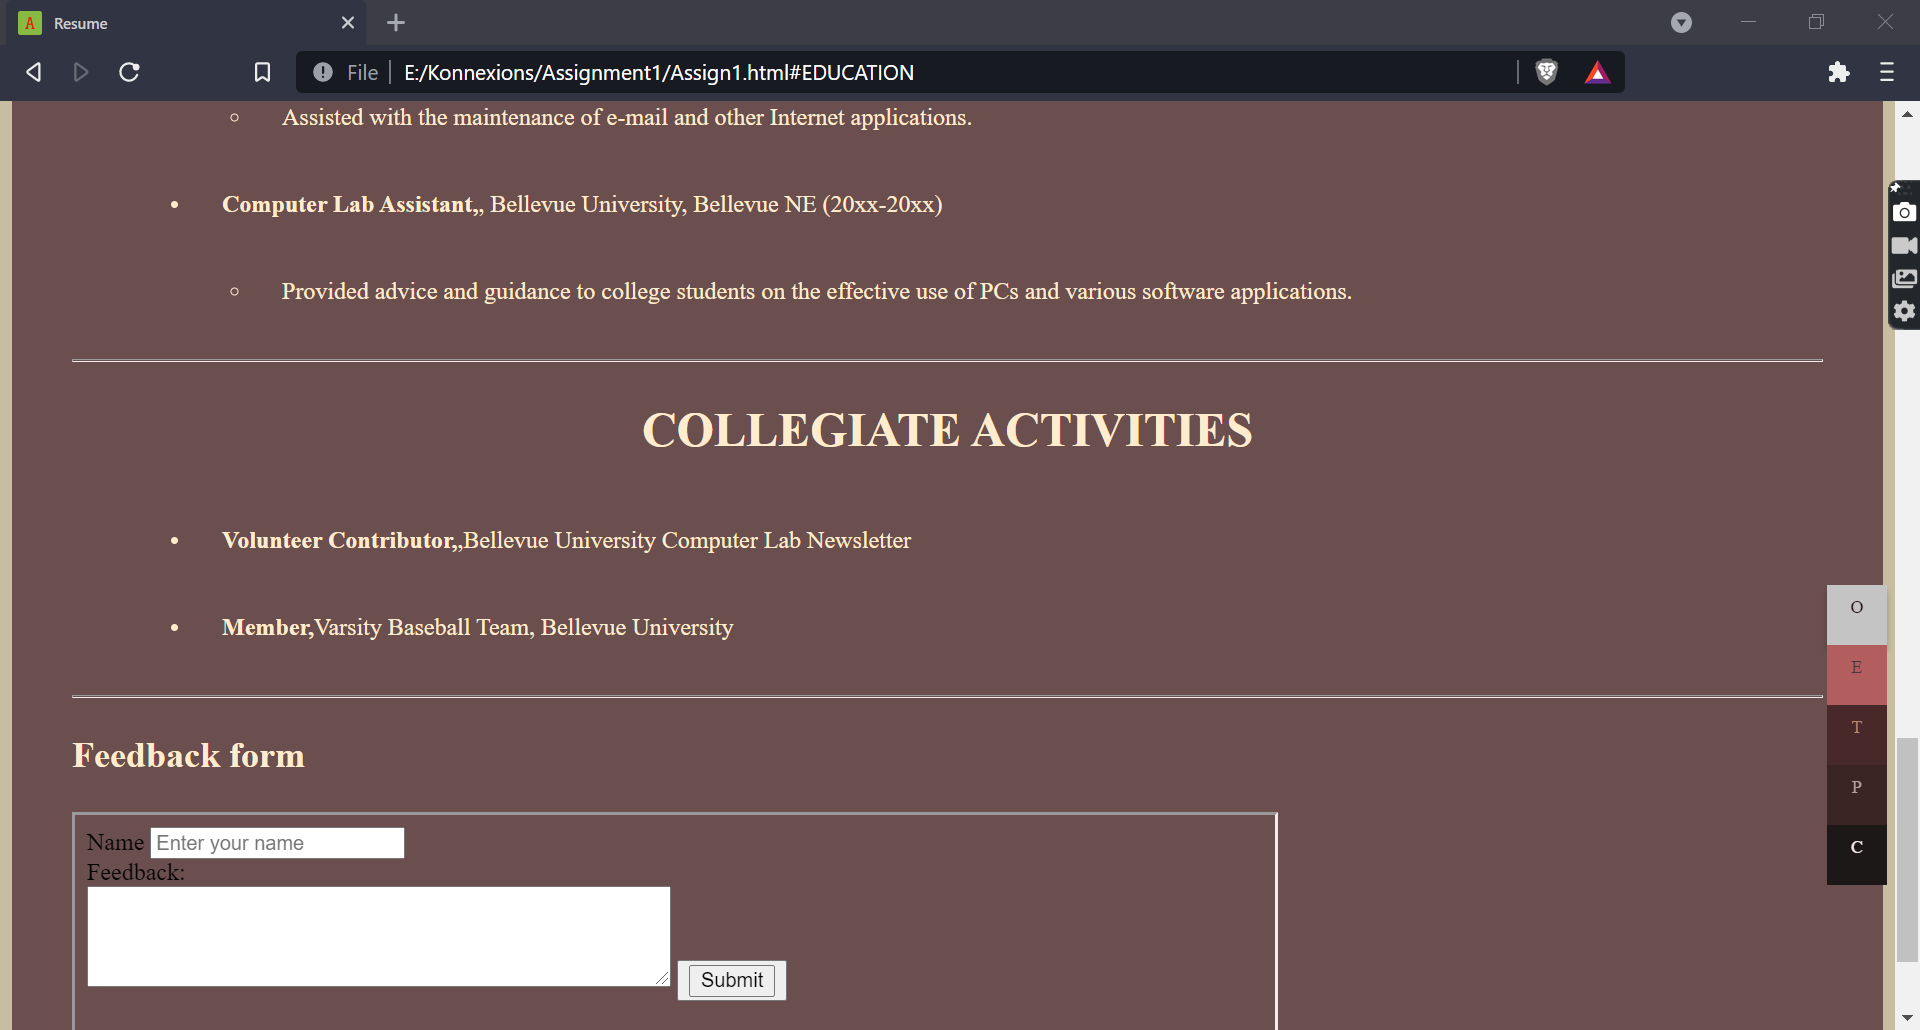 A Resume
File E:/Konnexions/Assignment1/Assign1.html#EDUCATION
Assisted with the maintenance of e-mail and other Internet applications.
Computer Lab Assistant,, Bellevue University, Bellevue NE (20xx-20xx)
Provided advice and guidance to college students on the effective use of PCs and various software applications.
COLLEGIATE ACTIVITIES
Volunteer Contributor,,Bellevue University Computer Lab Newsletter
Member,Varsity Baseball Team, Bellevue University
O
E
T
P
C
Feedback form
Name Enter your name
Feedback:
Submit